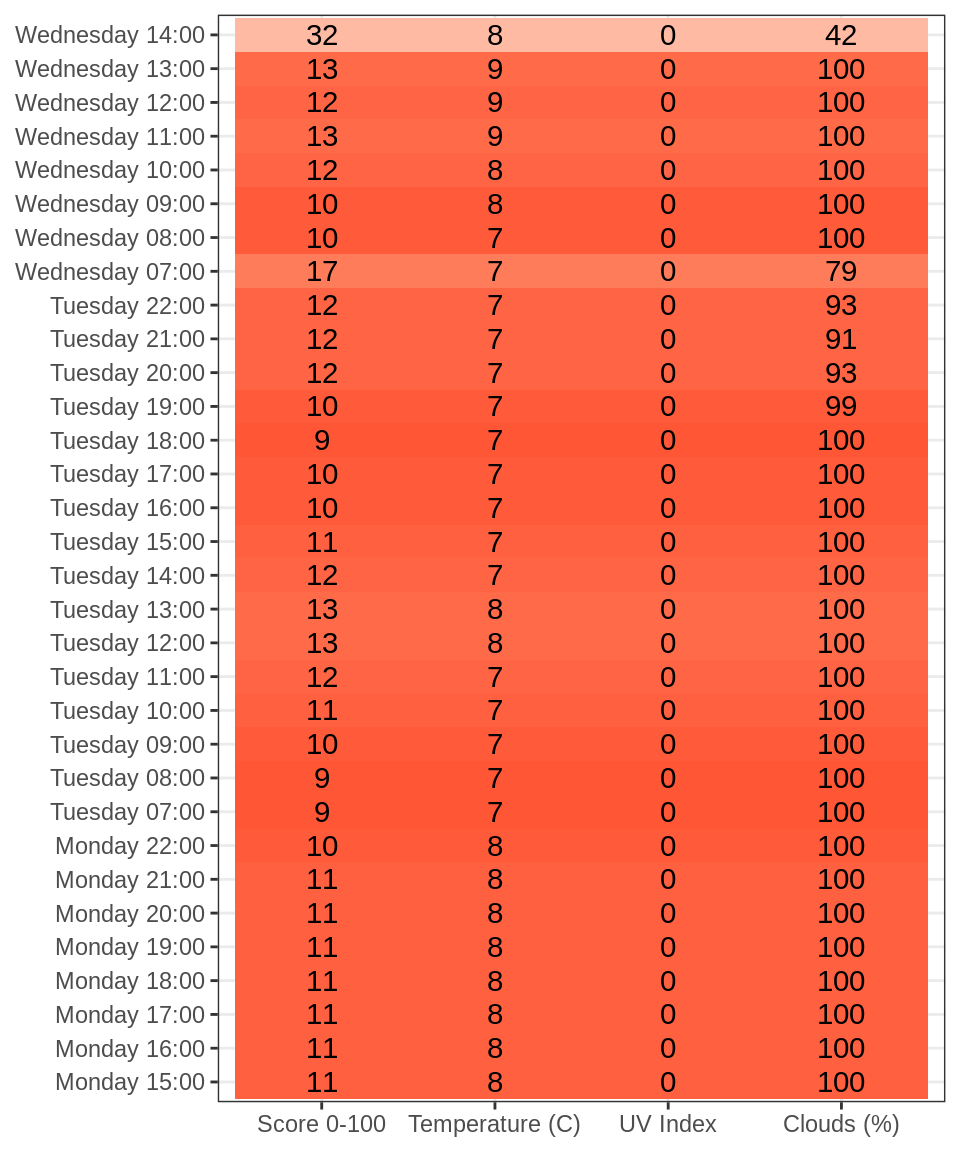 Wednesday 14:00 32 8 0 42
Wednesday 13:00 13 9 0 100
Wednesday 12:00 12 9 0 100
Wednesday 11:00 13 9 0 100
Wednesday 10:00 12 8 0 100
Wednesday 09:00 10 8 0 100
Wednesday 08:00 10 7 0 100
Wednesday 07:00 17 7 0 79
Tuesday 22:00 12 7 0 93
Tuesday 21:00 12 7 0 91
Tuesday 20:00 12 7 0 93
Tuesday 19:00 10 7 0 99
Tuesday 18:00 9 7 0 100
Tuesday 17:00 10 7 0 100
Tuesday 16:00 10 7 0 100
Tuesday 15:00 11 7 0 100
Tuesday 14:00 12 7 0 100
Tuesday 13:00 13 8 0 100
Tuesday 12:00 13 8 0 100
Tuesday 11:00 12 7 0 100
Tuesday 10:00 11 7 0 100
Tuesday 09:00 10 7 0 100
Tuesday 08:00 9 7 0 100
Tuesday 07:00 9 7 0 100
Monday 22:00 10 8 0 100
Monday 21:00 11 8 0 100
Monday 20:00 11 8 0 100
Monday 19:00 11 8 0 100
Monday 18:00 11 8 0 100
Monday 17:00 11 8 0 100
Monday 16:00 11 8 0 100
Monday 15:00 11 8 0 100
Score 0-100 Temperature (C) UV Index Clouds (%)